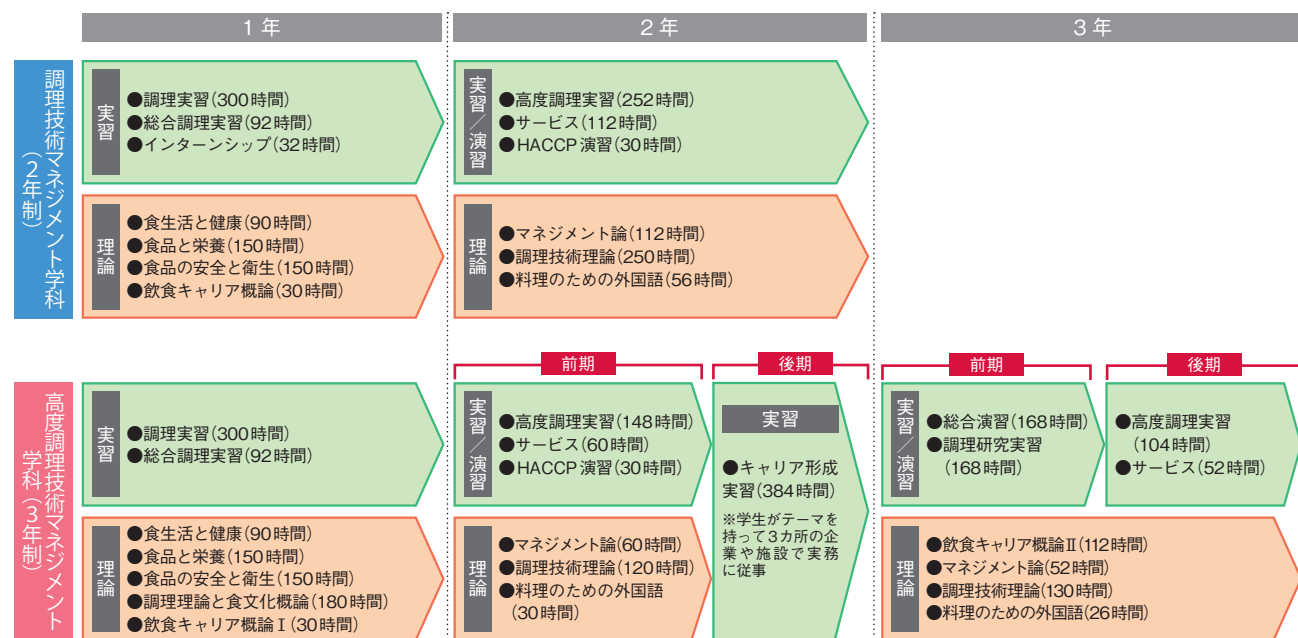 1年
2年
3年
調理技術マネジメント学科
(2年制)
実習
●調理実習(300時間)
●総合調理実習(92時間)
●インターンシップ(32時間)
実習/演習
●高度調理実習(252時間)
●サービス(112時間)
●HACCP演習(30時間)
理論
●食生活と健康(90時間)
●食品と栄養(150時間)
●食品の安全と衛生(150時間)
●飲食キャリア概論(30時間)
理論
●マネジメント論(112時間)
●調理技術理論(250時間)
●料理のための外国語(56時間)
高度調理技術マネジメント
学科(3年制)
実習
●調理実習(300時間)
●総合調理実習(92時間)
理論
●食生活と健康(90時間)
●食品と栄養(150時間)
●食品の安全と衛生(150時間)
●調理理論と食文化概論(180時間)
●飲食キャリア概論Ⅰ(30時間)
前期
実習/演習
●高度調理実習(148時間)
●サービス(60時間)
●HACCP演習(30時間)
理論
●マネジメント論(60時間)
●調理技術理論(120時間)
●料理のための外国語
(30時間)
後期
実習
●キャリア形成
実習(384時間)
※学生がテーマを
持って3カ所の企
業や施設で実務
に従事
前期
実習/演習
●総合演習(168時間)
●調理研究実習
(168時間)
後期
●高度調理実習
(104時間)
●サービス(52時間)
理論
●飲食キャリア概論Ⅱ(112時間)
●マネジメント論(52時間)
●調理技術理論(130時間)
●料理のための外国語(26時間)